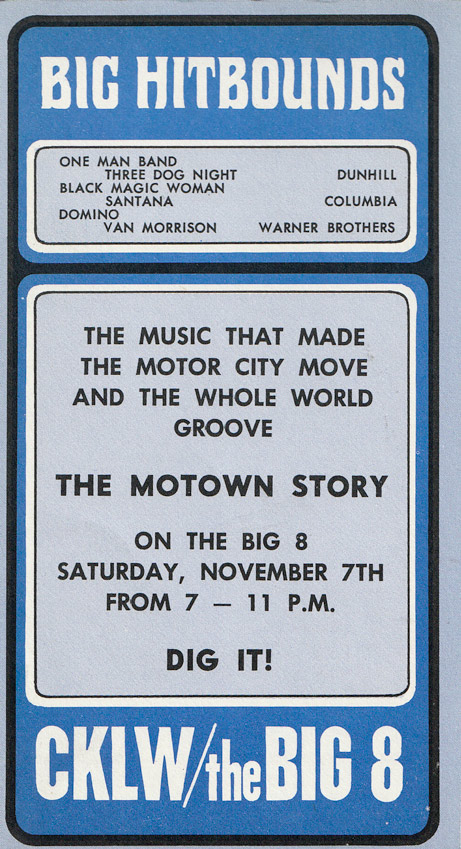 BIG HITBOUNDS
ONE MAN BAND
THREE DOG NIGHT DUNHILL
BLACK MAGIC WOMAN
SANTANA COLUMBIA
DOMINO
VAN MORRISON WARNER BROTHERS
THE MUSIC THAT MADE
THE MOTOR CITY MOVE
AND THE WHOLE WORLD
GROOVE
THE MOTOWN STORY
ON THE BIG 8
SATURDAY, NOVEMBER 7TH
FROM 7 — 11 P.M.
DIG IT!
CKLW/the BIG 8